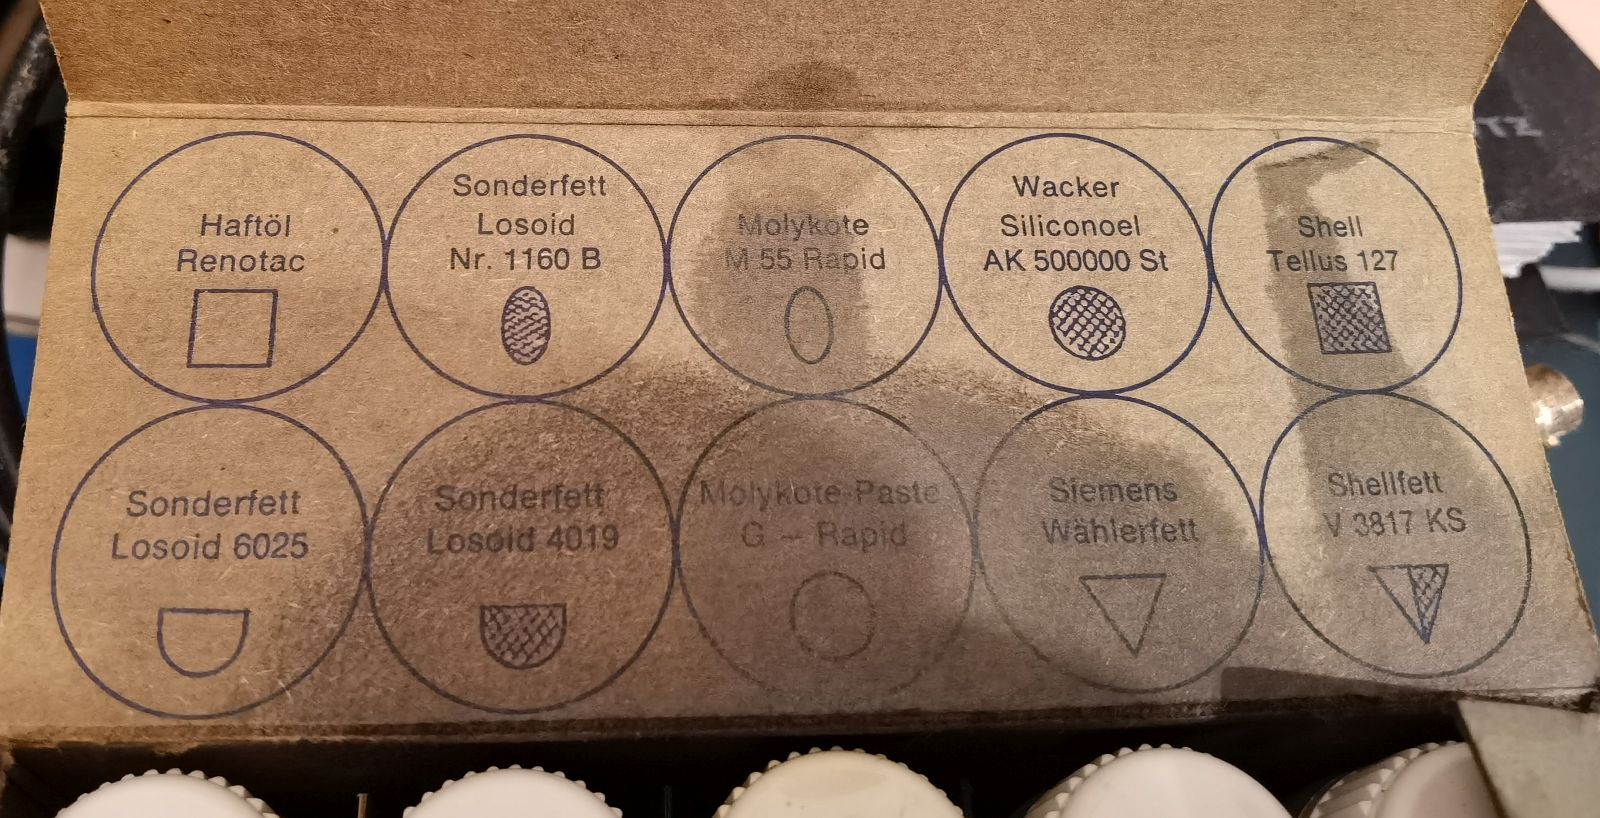 Haftöl
Renotac
Sonderfett
Losoid
Nr. 1160 B
Molykote
M 55 Rapid
Wacker
Siliconoel
AK 500000 St
Shell
Tellus 127
Sonderfett
Losoid 6025
Sonderfett
Losoid 4019
Molykote-Paste
G – Rapid
Siemens
Wählerfett
Shellfett
V 3817 KS